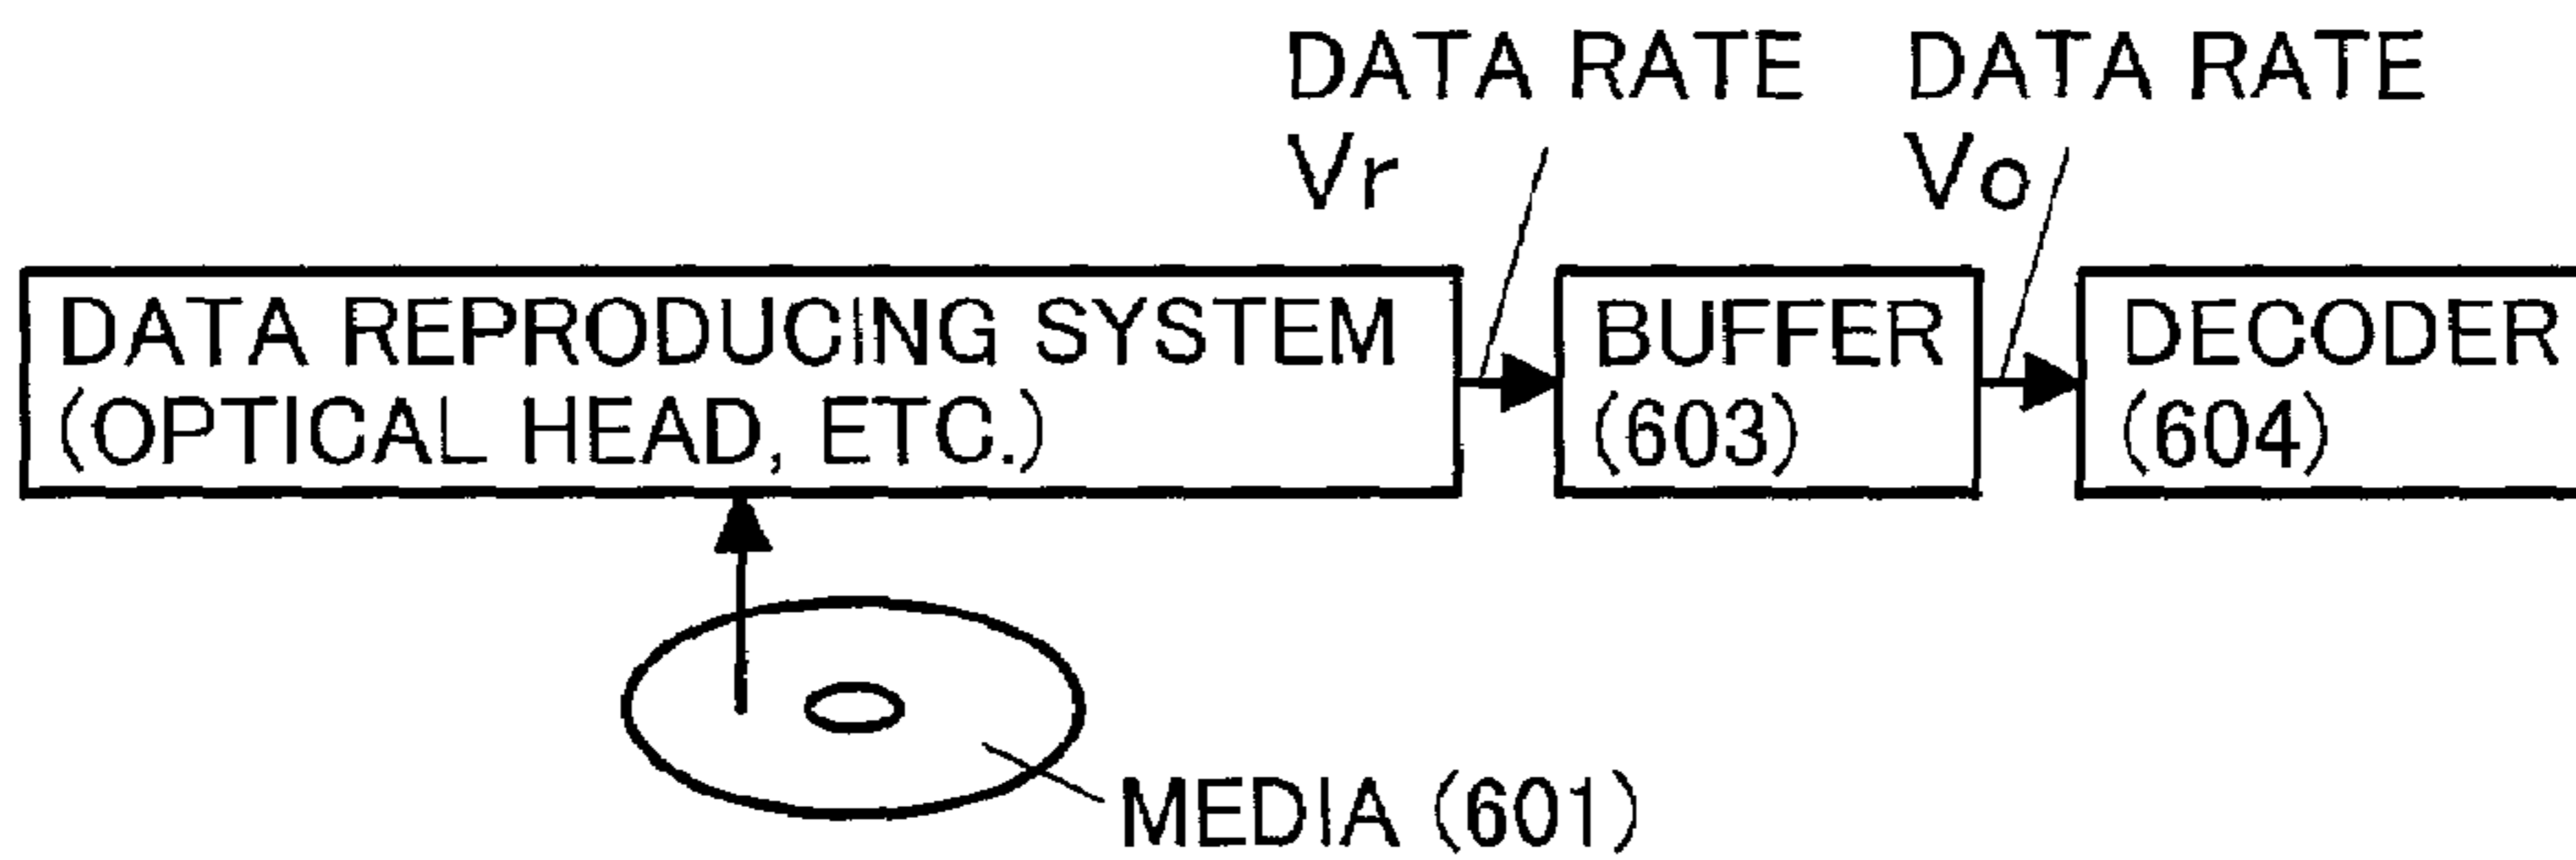 DATA RATE
Vr
DATA RATE
Vo
DATA REPRODUCING SYSTEM
(OPTICAL HEAD, ETC.)
BUFFER
(603)
DECODER
(604)
MEDIA (601)